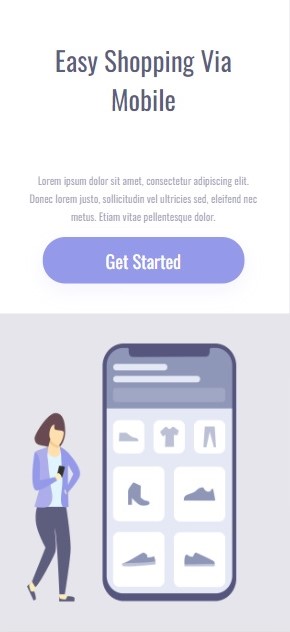 Easy Shopping Via
Mobile
Lorem ipsum dolor sit amet, consectetur adipiscing elit.
Donec lorem justo, sollicitudin vel ultricies sed, eleifend nec
metus. Etiam vitae pellentesque dolor.
Get Started